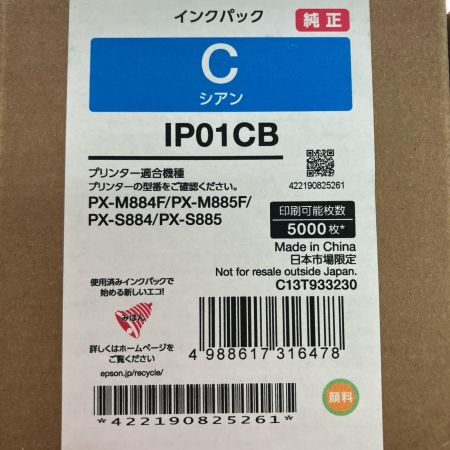 インクパック
純正
C
シアン
IP01CB
プリンター適合機種
プリンターの型番をご確認ください。
PX-M884F/PX-M885F/
PX-S884/PX-S885
422190825261
印刷可能枚数
5000枚*
Made in China
日本市場限定
Not for resale outside Japan.
C13T933230
使用済みインクパックで
始める新しいエコ!
みほん
詳しくはホームページを
ご覧ください
epson.jp/recycle/
4 988617 316478
*422190825261*
顔料